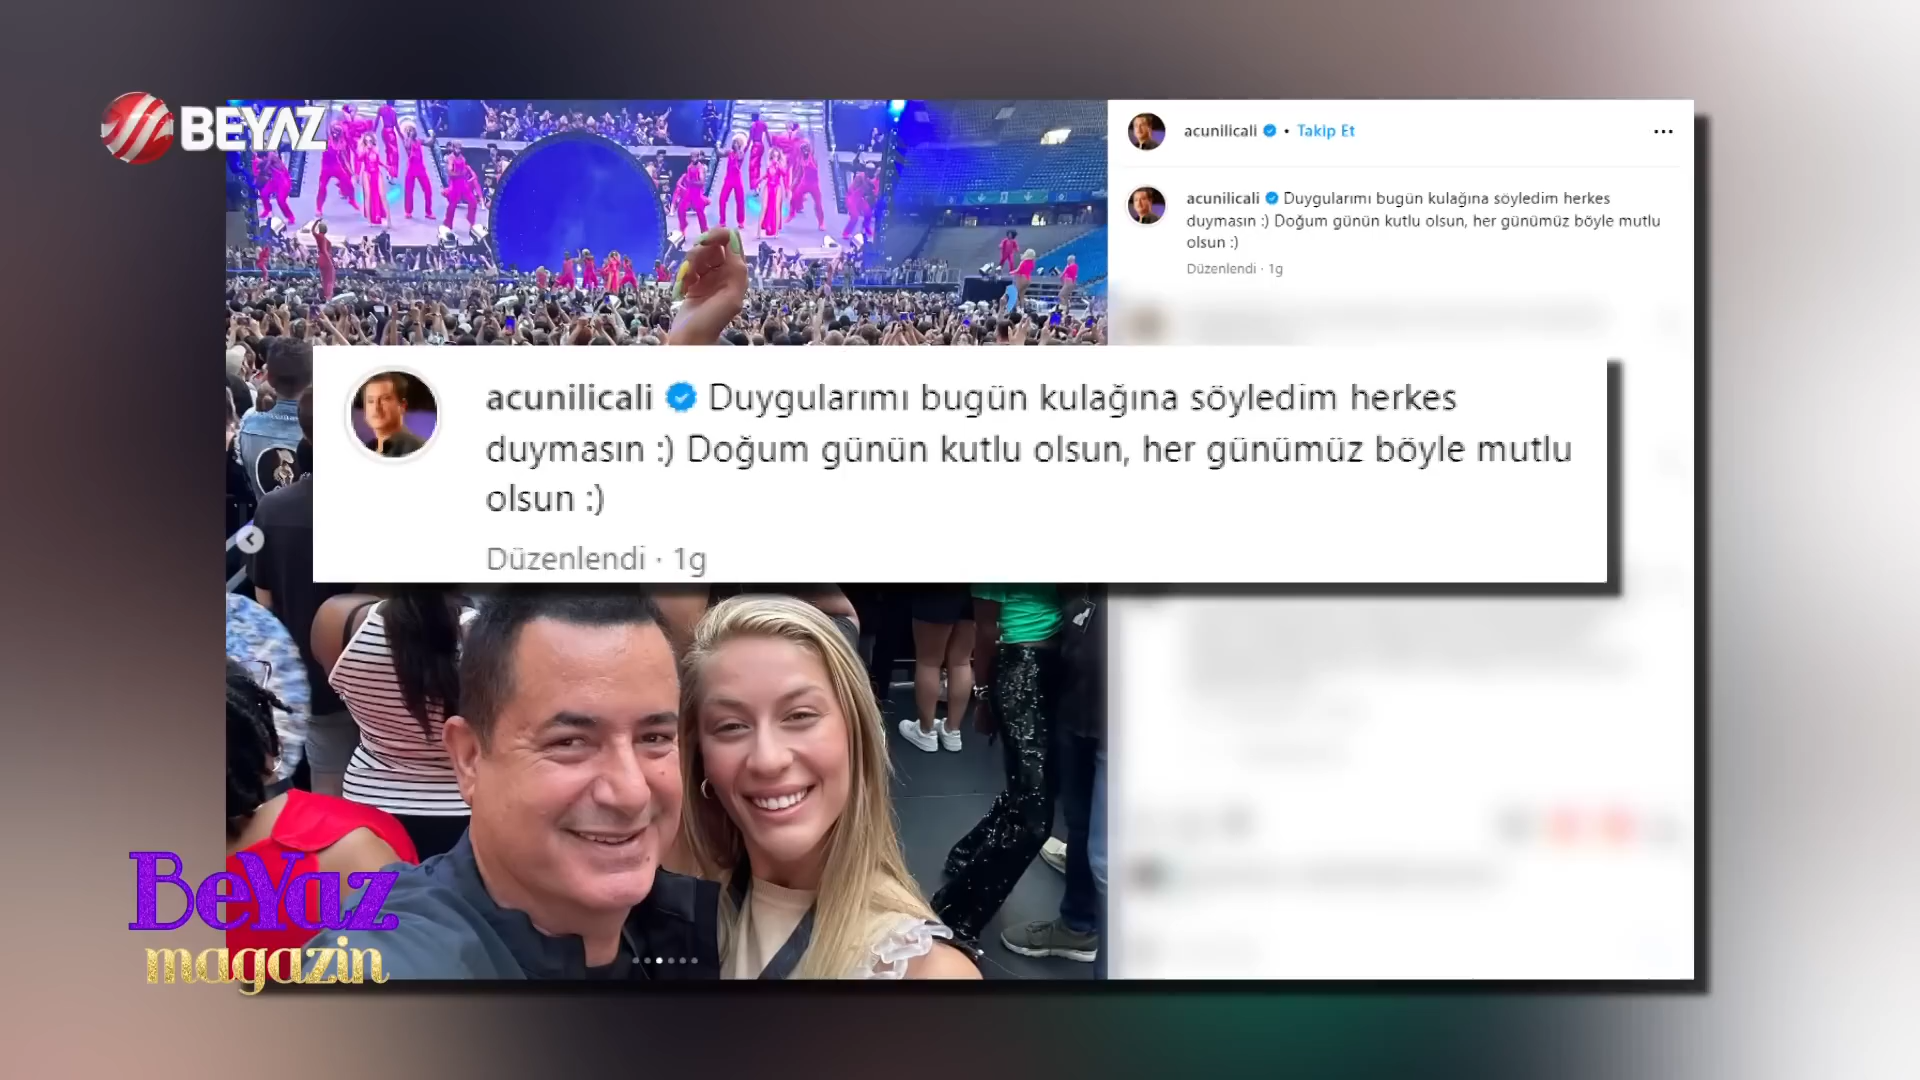 BEYAZ
acunilicali • Takip Et
acunilicali Duygularımı bugün kulağına söyledim herkes
duymasın :) Doğum günün kutlu olsun, her günümüz böyle mutlu
olsun :)
Düzenlendi · 1g
acunilicali Duygularımı bugün kulağına söyledim herkes
duymasın :) Doğum günün kutlu olsun, her günümüz böyle mutlu
olsun :)
Düzenlendi · 1g
BeYaz
magazin